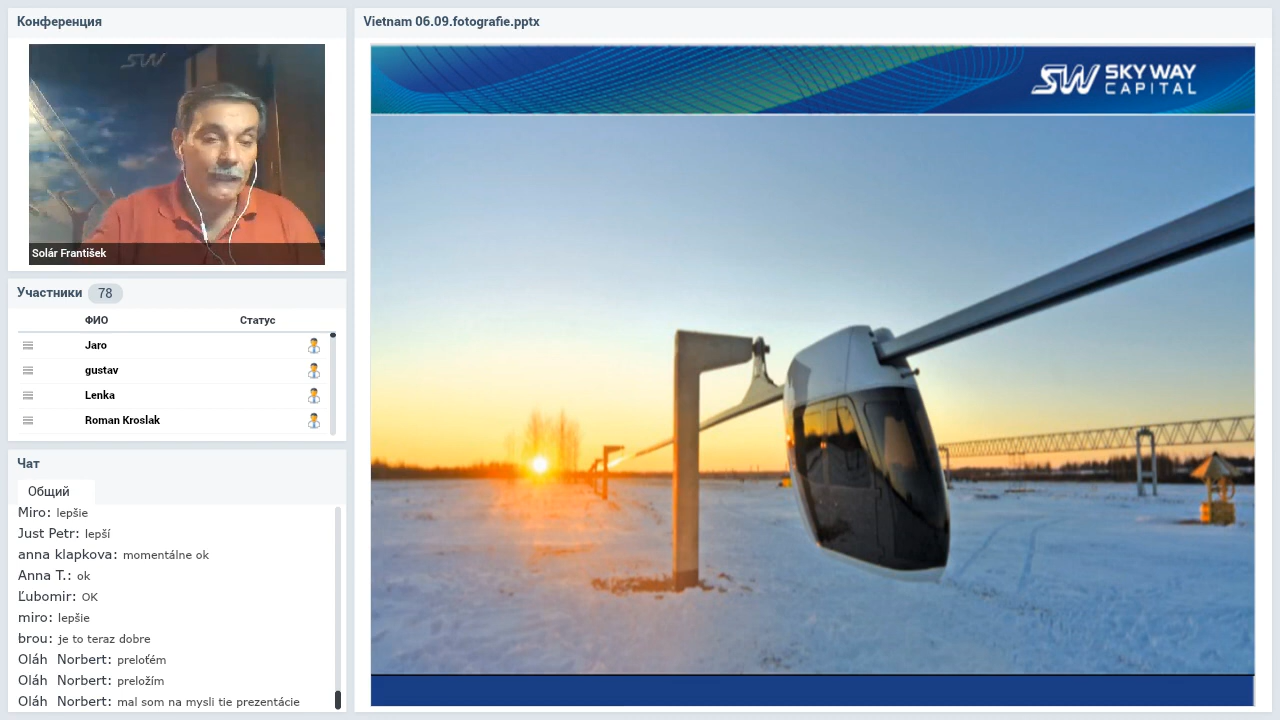 Конференция
SW
Solár František
Участники 78
ФИО Статус
Jaro
gustav
Lenka
Roman Kroslak
Чат
Общий
Miro: lepšie
Just Petr: lepší
anna klapkova: momentálne ok
Anna T.: ok
Ľubomir: OK
miro: lepšie
brou: je to teraz dobre
Oláh Norbert: preloťém
Oláh Norbert: preložím
Oláh Norbert: mal som na mysli tie prezentácie
Vietnam 06.09.fotografie.pptx
SW SKY WAY
CAPITAL